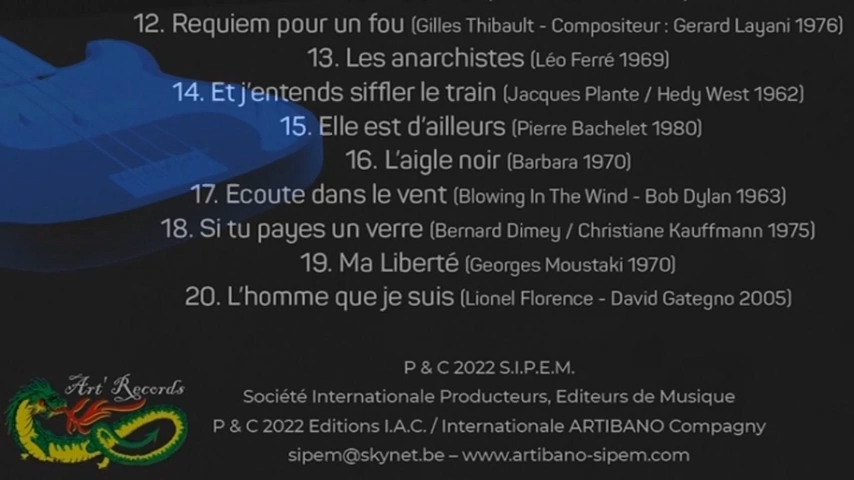 12. Requiem pour un fou (Gilles Thibault - Compositeur : Gerard Layani 1976)
13. Les anarchistes (Léo Ferré 1969)
14. Et j'entends siffler le train (Jacques Plante / Hedy West 1962)
15. Elle est d'ailleurs (Pierre Bachelet 1980)
16. L'aigle noir (Barbara 1970)
17. Ecoute dans le vent (Blowing In The Wind - Bob Dylan 1963)
18. Si tu payes un verre (Bernard Dimey / Christiane Kauffmann 1975)
19. Ma Liberté (Georges Moustaki 1970)
20. L'homme que je suis (Lionel Florence - David Gategno 2005)
P & C 2022 S.I.P.E.M.
Art' Records
Société Internationale Producteurs, Editeurs de Musique
P & C 2022 Editions I.A.C. / Internationale ARTIBANO Compagny
sipem@skynet.be – www.artibano-sipem.com